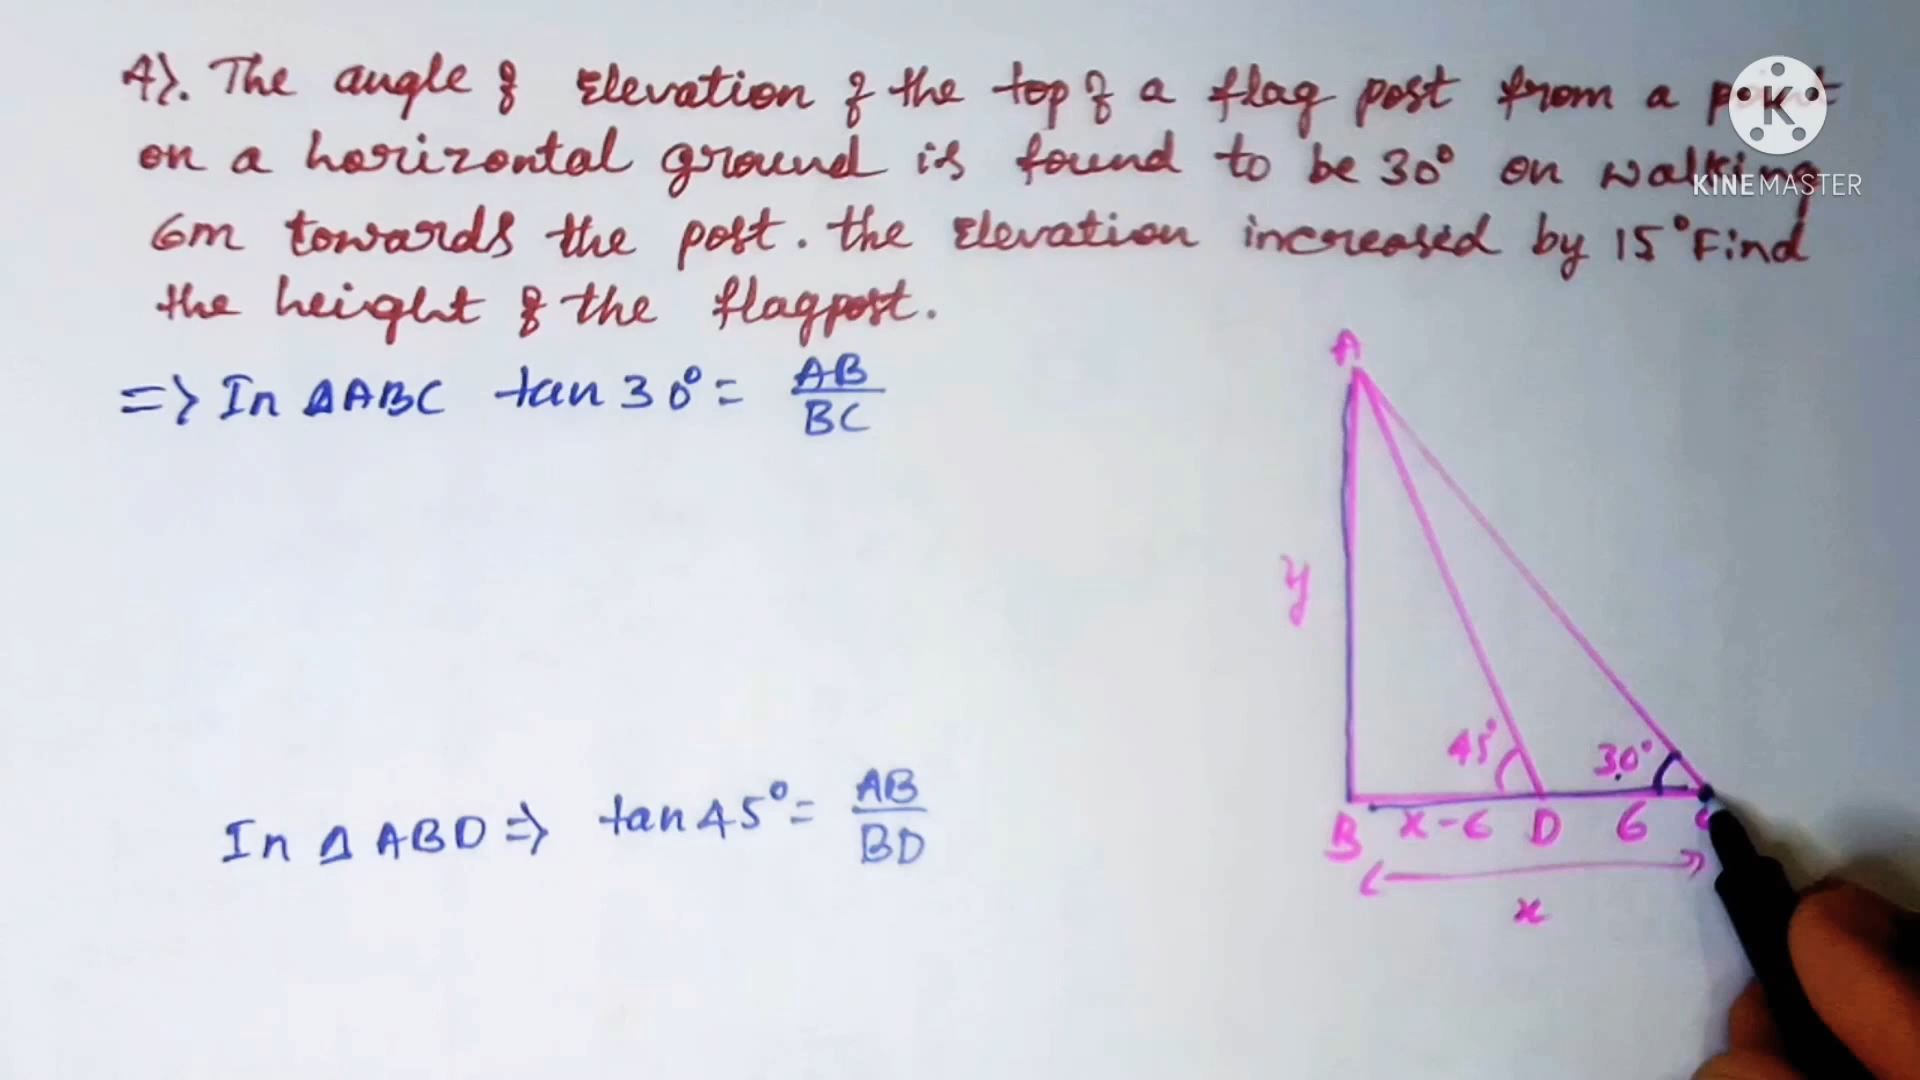 4). The angle of Elevation of the top of a flag post from a point
on a horizontal ground is found to be 30° on walking
6m towards the post. the Elevation increased by 15° Find
the height of the flagpost.
=> In ΔABC tan 30° = AB/BC
In Δ ABD => tan 45° = AB/BD
A
y
45° 30°
B x-6 D 6
x
K
KINEMASTER